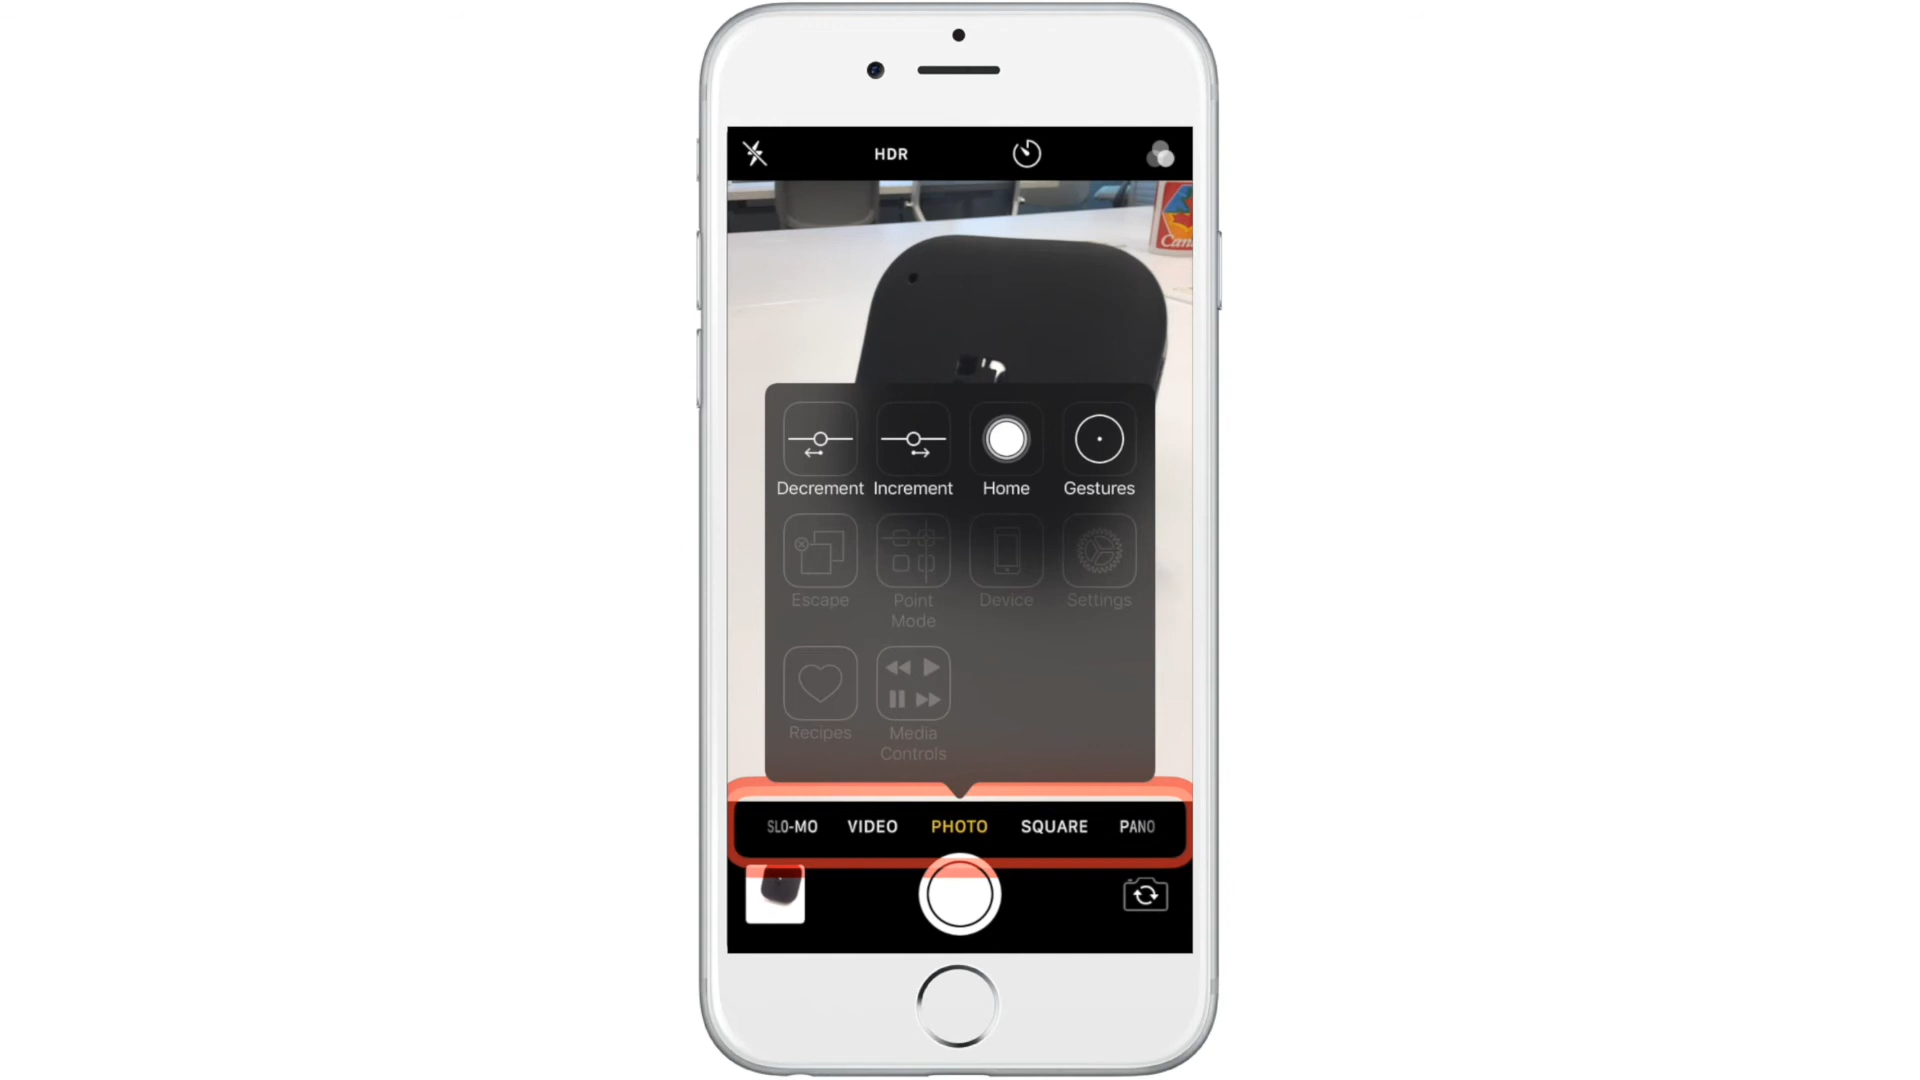 HDR
Can
Decrement Increment Home Gestures
Escape Point Mode Device Settings
Recipes Media Controls
SLO-MO VIDEO PHOTO SQUARE PANO